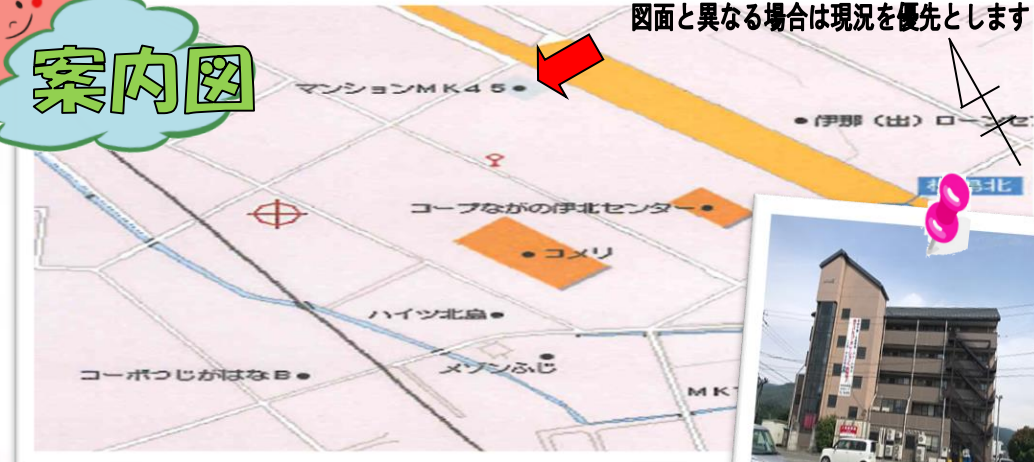 図面と異なる場合は現況を優先とします
案内図
マンションMK45
伊那(出)ローンセ
北
コープながの伊北センター
コメリ
ハイツ北島
メゾンふじ
コーポつじがはなB
MK